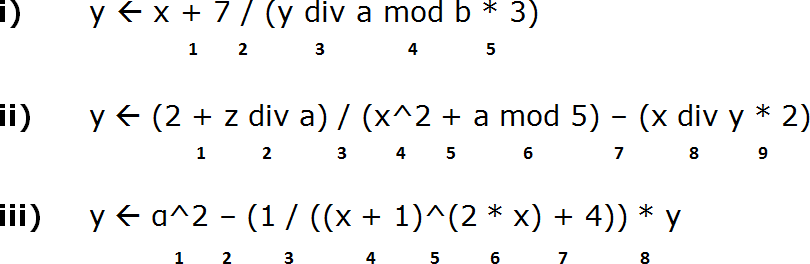 i) y ← x + 7 / (y div a mod b * 3)
1 2 3 4 5
ii) y ← (2 + z div a) / (x^2 + a mod 5) – (x div y * 2)
1 2 3 4 5 6 7 8 9
iii) y ← α^2 – (1 / ((x + 1)^(2 * x) + 4)) * y
1 2 3 4 5 6 7 8